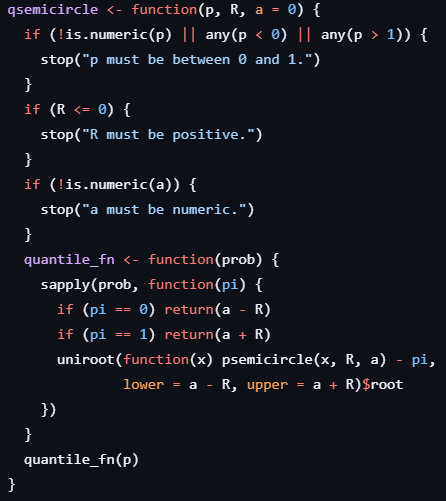 qsemicircle <- function(p, R, a = 0) {
  if (!is.numeric(p) || any(p < 0) || any(p > 1)) {
    stop("p must be between 0 and 1.")
  }
  if (R <= 0) {
    stop("R must be positive.")
  }
  if (!is.numeric(a)) {
    stop("a must be numeric.")
  }
  quantile_fn <- function(prob) {
    sapply(prob, function(pi) {
      if (pi == 0) return(a - R)
      if (pi == 1) return(a + R)
      uniroot(function(x) psemicircle(x, R, a) - pi,
              lower = a - R, upper = a + R)$root
    })
  }
  quantile_fn(p)
}